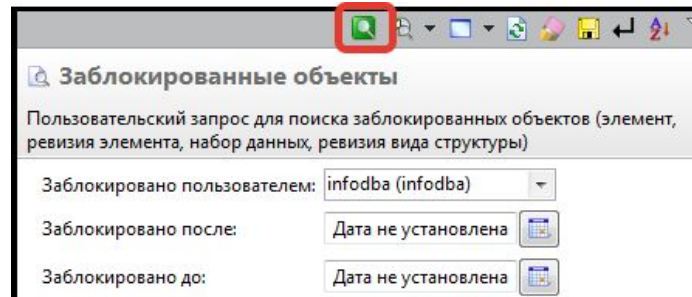 Заблокированные объекты
Пользовательский запрос для поиска заблокированных объектов (элемент,
ревизия элемента, набор данных, ревизия вида структуры)
Заблокировано пользователем: infodba (infodba)
Заблокировано после: Дата не установлена
Заблокировано до: Дата не установлена